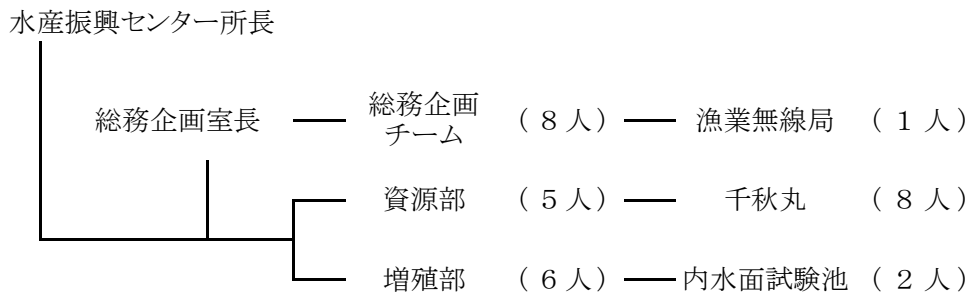 水産振興センター所長
総務企画室長 総務企画チーム (8人) 漁業無線局 (1人)
資源部 (5人) 千秋丸 (8人)
増殖部 (6人) 内水面試験池 (2人)